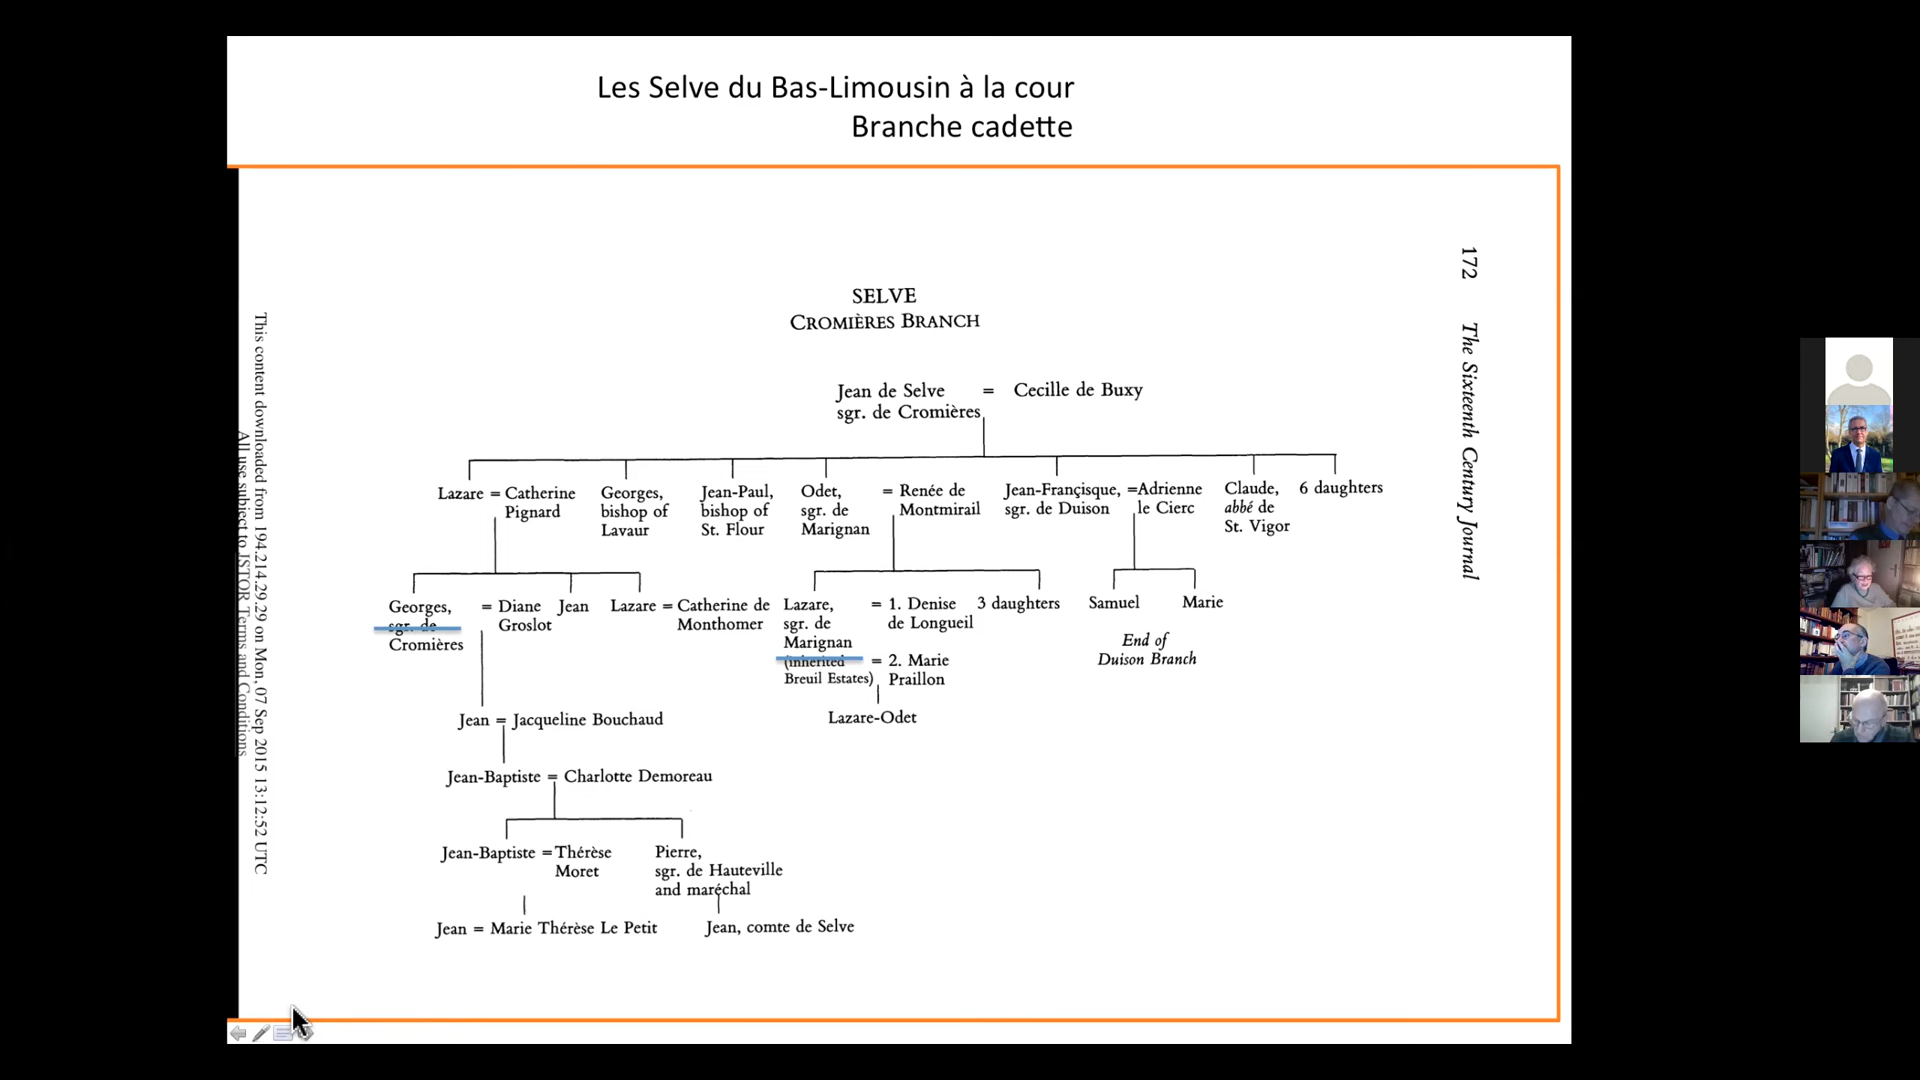 Les Selve du Bas-Limousin à la cour
Branche cadette
172 The Sixteenth Century Journal
SELVE
CROMIÈRES BRANCH
Jean de Selve = Cecille de Buxy
sgr. de Cromières
Lazare = Catherine
Pignard
Georges,
bishop of
Lavaur
Jean-Paul,
bishop of
St. Flour
Odet,
sgr. de
Marignan
= Renée de
Montmirail
Jean-Françisque,
sgr. de Duison
=Adrienne
le Cierc
Claude,
abbé de
St. Vigor
6 daughters
Georges,
sgr. de
Cromières
= Diane
Groslot
Jean
Lazare = Catherine de
Monthomer
Lazare,
sgr. de
Marignan
(inherited
Breuil Estates)
= 1. Denise
de Longueil
= 2. Marie
Praillon
3 daughters
Samuel
Marie
End of
Duison Branch
Lazare-Odet
Jean = Jacqueline Bouchaud
Jean-Baptiste = Charlotte Demoreau
Jean-Baptiste = Thérèse
Moret
Pierre,
sgr. de Hauteville
and maréchal
Jean = Marie Thérèse Le Petit
Jean, comte de Selve
This content downloaded from 194.214.29.29 on Mon, 07 Sep 2015 13:12:52 UTC
All use subject to JSTOR Terms and Conditions